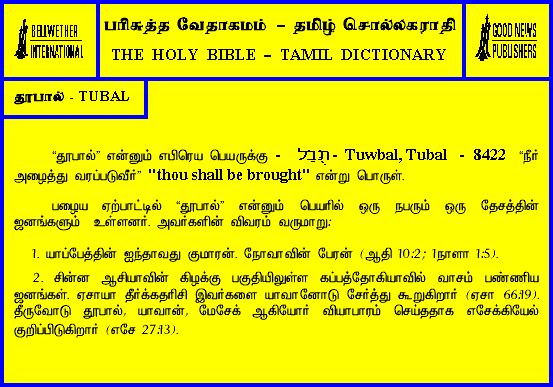 BELLWETHER
INTERNATIONAL
பரிசுத்த வேதாகமம் – தமிழ் சொல்லகராதி
THE HOLY BIBLE – TAMIL DICTIONARY
GOOD NEWS
PUBLISHERS
தூபால் - TUBAL
“தூபால்” என்னும் எபிரெய பெயருக்கு - תֻּבַל - Tuwbal, Tubal - 8422 “நீர்
அழைத்து வரப்படுவீர்” "thou shall be brought" என்று பொருள்.
பழைய ஏற்பாட்டில் “தூபால்” என்னும் பெயரில் ஒரு நபரும் ஒரு தேசத்தின்
ஜனங்களும் உள்ளனர். அவர்களின் விவரம் வருமாறு:
1. யாப்பேத்தின் ஐந்தாவது குமாரன். நோவாவின் பேரன் (ஆதி 10:2; 1நாளா 1:5).
2. சின்ன ஆசியாவின் கிழக்கு பகுதியிலுள்ள கப்பத்தோகியாவில் வாசம் பண்ணிய
ஜனங்கள். ஏசாயா தீர்க்கதரிசி இவர்களை யாவானோடு சேர்த்து கூறுகிறார் (ஏசா 66:19).
தீருவோடு தூபால், யாவான், மேசேக் ஆகியோர் வியாபாரம் செய்ததாக எசேக்கியேல்
குறிப்பிடுகிறார் (எசே 27:13).